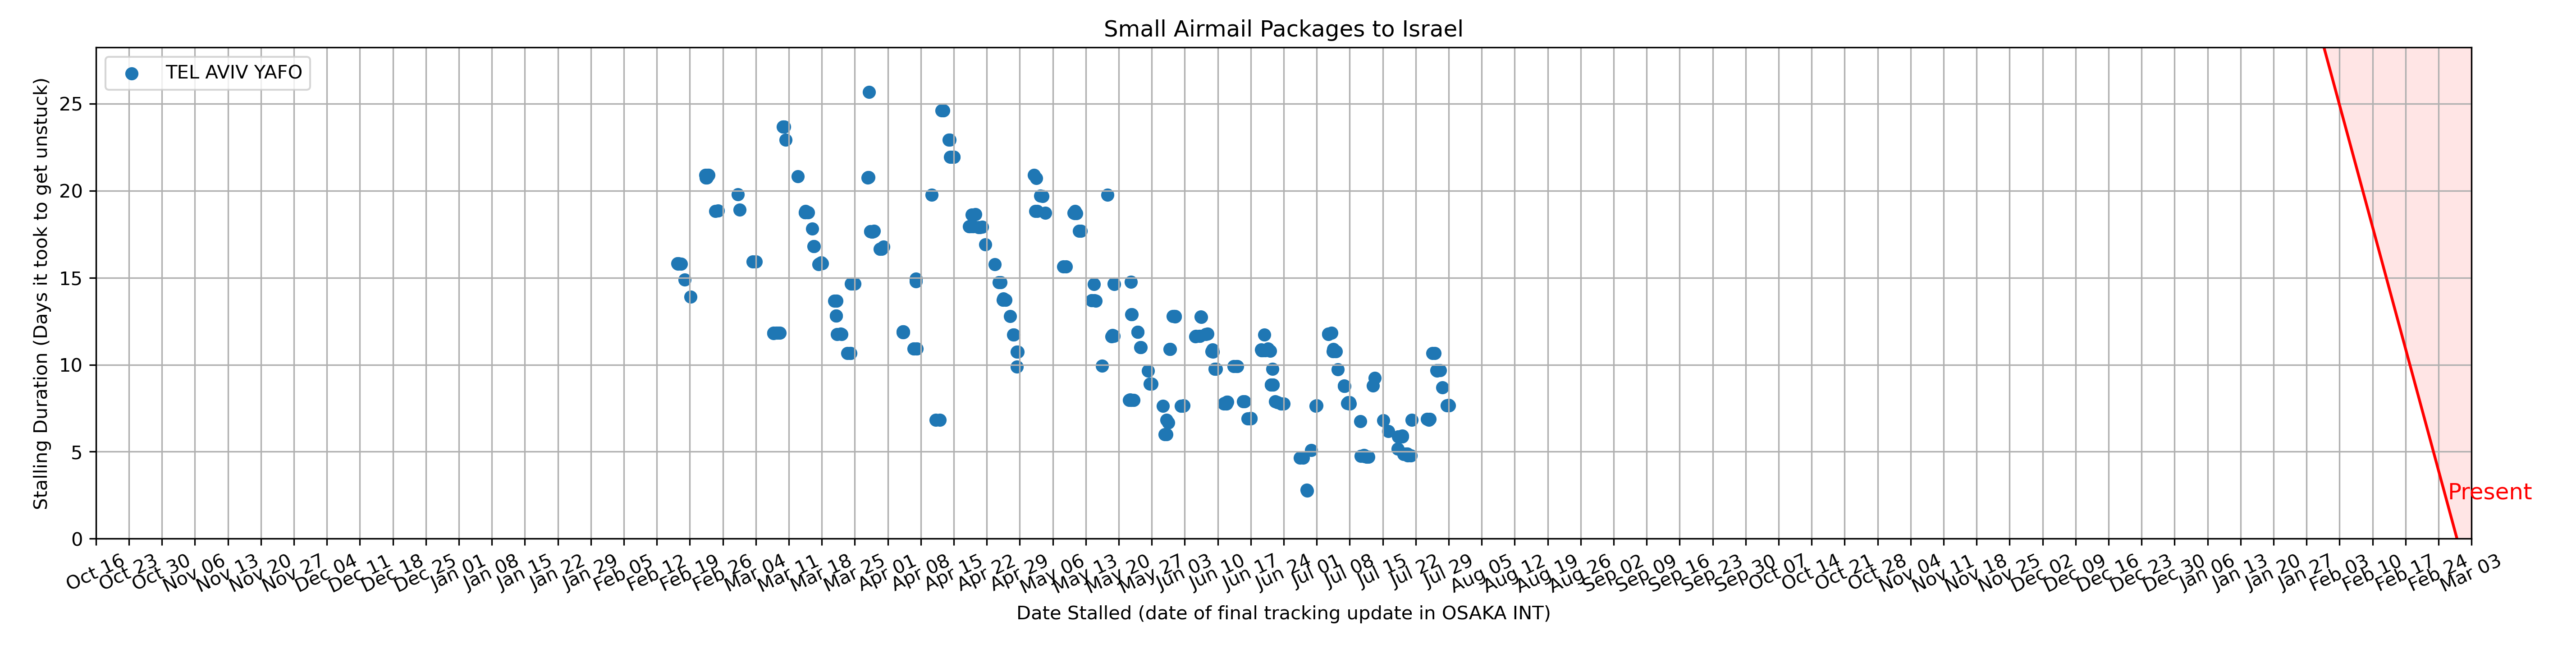 Small Airmail Packages to Israel
TEL AVIV YAFO
Stalling Duration (Days it took to get unstuck)
25
20
15
10
5
0
Present
Oct 16
Oct 23
Oct 30
Nov 06
Nov 13
Nov 20
Nov 27
Dec 04
Dec 11
Dec 18
Dec 25
Jan 01
Jan 08
Jan 15
Jan 22
Jan 29
Feb 05
Feb 12
Feb 19
Feb 26
Mar 04
Mar 11
Mar 18
Mar 25
Apr 01
Apr 08
Apr 15
Apr 22
Apr 29
May 06
May 13
May 20
May 27
Jun 03
Jun 10
Jun 17
Jun 24
Jul 01
Jul 08
Jul 15
Jul 22
Jul 29
Aug 05
Aug 12
Aug 19
Aug 26
Sep 02
Sep 09
Sep 16
Sep 23
Sep 30
Oct 07
Oct 14
Oct 21
Oct 28
Nov 04
Nov 11
Nov 18
Nov 25
Dec 02
Dec 09
Dec 16
Dec 23
Dec 30
Jan 06
Jan 13
Jan 20
Jan 27
Feb 03
Feb 10
Feb 17
Feb 24
Mar 03
Date Stalled (date of final tracking update in OSAKA INT)